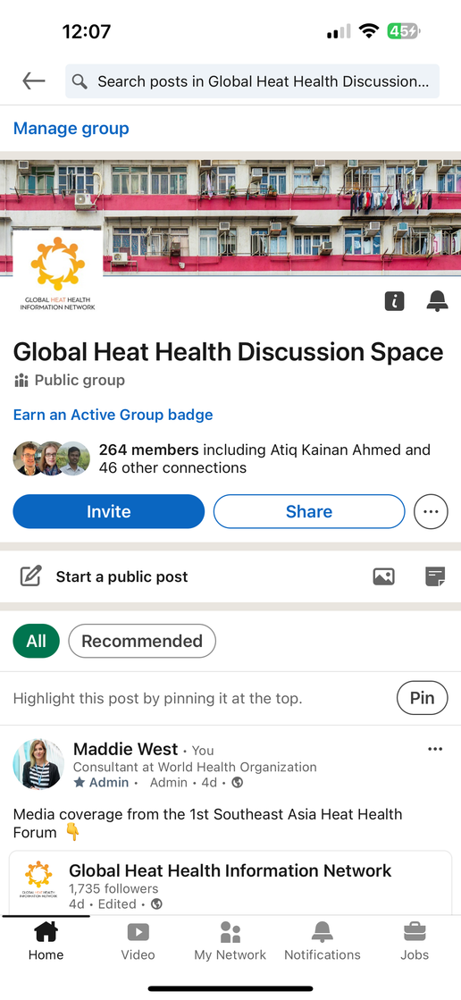 12:07
45
Search posts in Global Heat Health Discussion...
Manage group
GLOBAL HEAT HEALTH
INFORMATION NETWORK
Global Heat Health Discussion Space
Public group
Earn an Active Group badge
264 members including Atiq Kainan Ahmed and
46 other connections
Invite
Share
Start a public post
All
Recommended
Highlight this post by pinning it at the top.
Pin
Maddie West • You
Consultant at World Health Organization
Admin • Admin • 4d •
Media coverage from the 1st Southeast Asia Heat Health
Forum 👇
GLOBAL HEAT HEALTH
INFORMATION NETWORK
Global Heat Health Information Network
1,735 followers
4d • Edited •
Home
Video
My Network
Notifications
Jobs